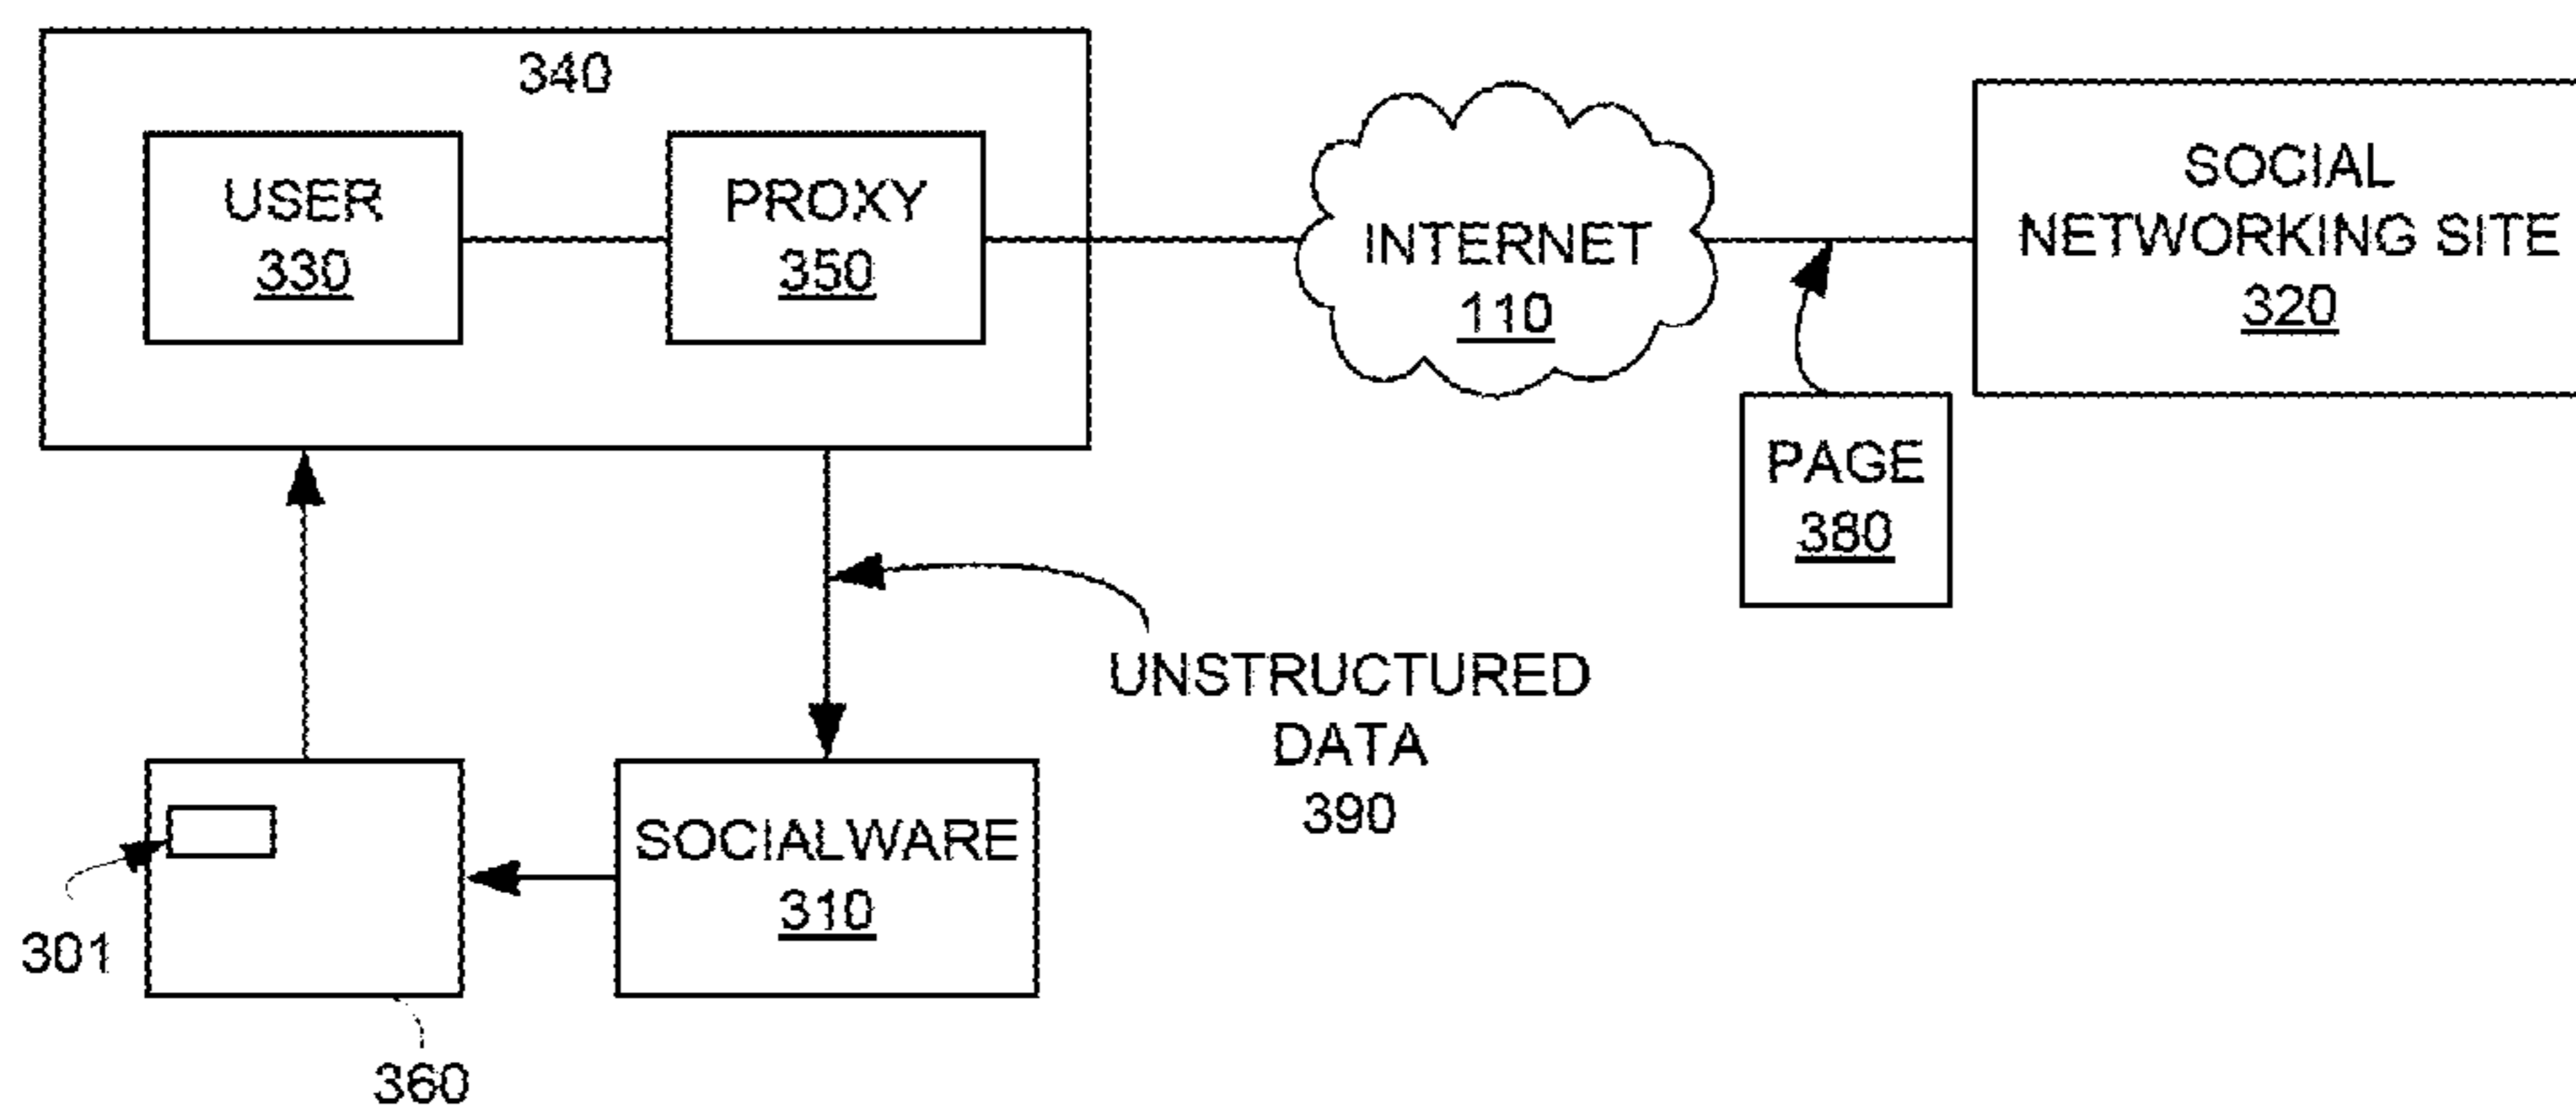 340
USER
330
PROXY
350
INTERNET
110
SOCIAL
NETWORKING SITE
320
PAGE
380
UNSTRUCTURED
DATA
390
SOCIALWARE
310
301
360